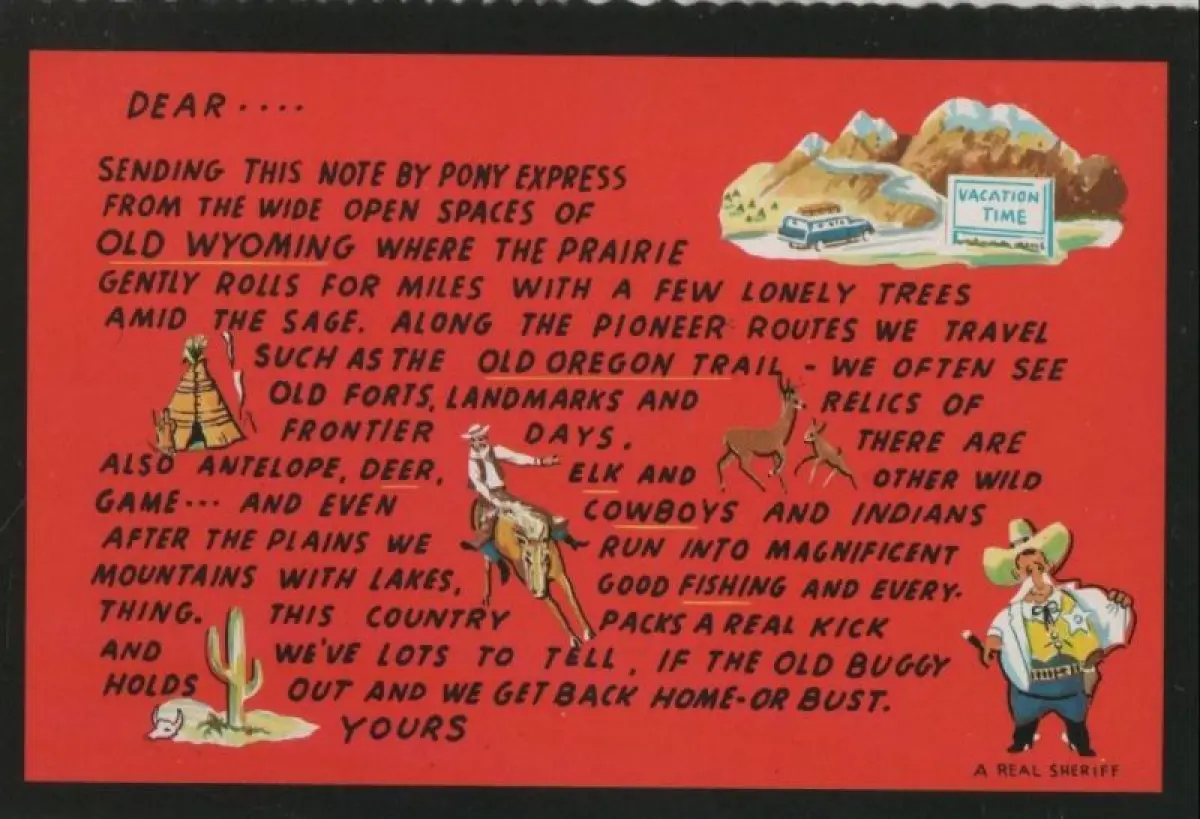 DEAR....
VACATION
TIME
SENDING THIS NOTE BY PONY EXPRESS
FROM THE WIDE OPEN SPACES OF
OLD WYOMING WHERE THE PRAIRIE
GENTLY ROLLS FOR MILES WITH A FEW LONELY TREES
AMID THE SAGE. ALONG THE PIONEER ROUTES WE TRAVEL
SUCH AS THE OLD OREGON TRAIL - WE OFTEN SEE
OLD FORTS, LANDMARKS AND RELICS OF
FRONTIER DAYS. THERE ARE
ALSO ANTELOPE, DEER, ELK AND OTHER WILD
GAME... AND EVEN COWBOYS AND INDIANS
AFTER THE PLAINS WE RUN INTO MAGNIFICENT
MOUNTAINS WITH LAKES, GOOD FISHING AND EVERY-
THING. THIS COUNTRY PACKS A REAL KICK
AND WE'VE LOTS TO TELL, IF THE OLD BUGGY
HOLDS OUT AND WE GET BACK HOME-OR BUST.
YOURS
A REAL SHERIFF